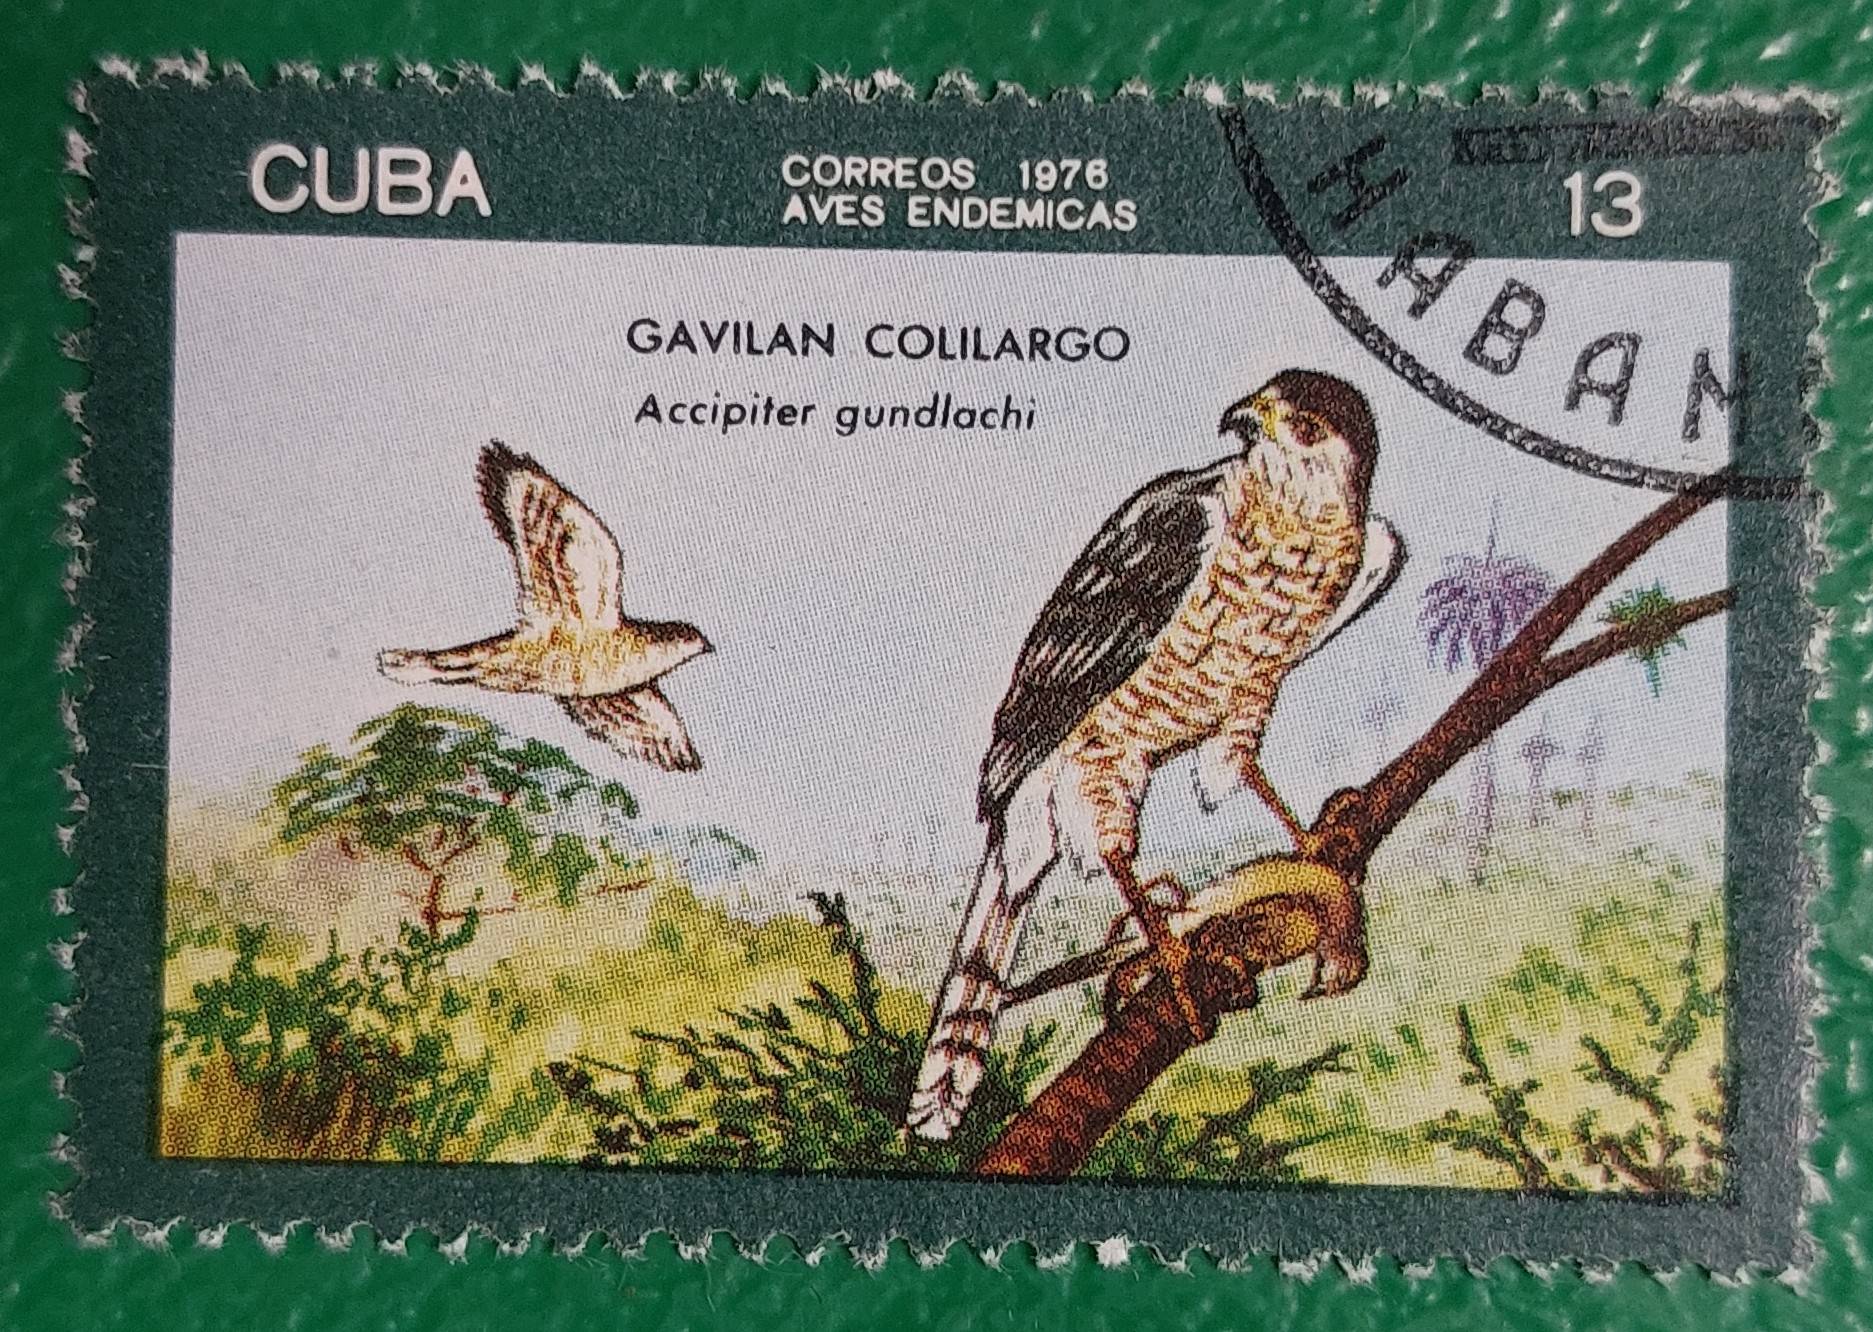 CUBA
CORREOS 1976
AVES ENDEMICAS
13
HABAN
GAVILAN COLILARGO
Accipiter gundlachi